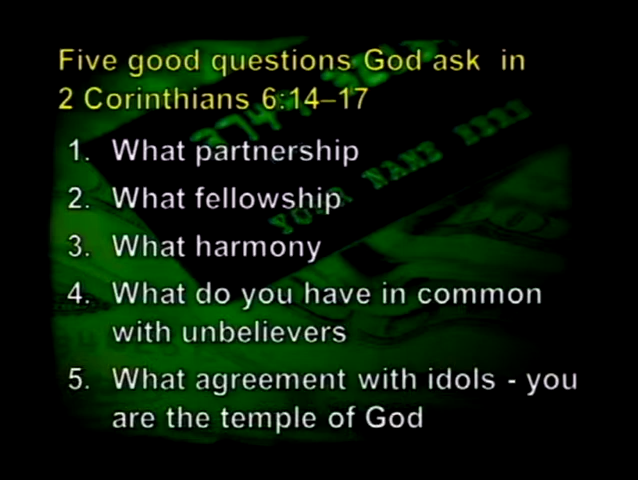 Five good questions God ask in
2 Corinthians 6:14–17
1. What partnership
2. What fellowship
3. What harmony
4. What do you have in common
with unbelievers
5. What agreement with idols - you
are the temple of God
YOUR NAME